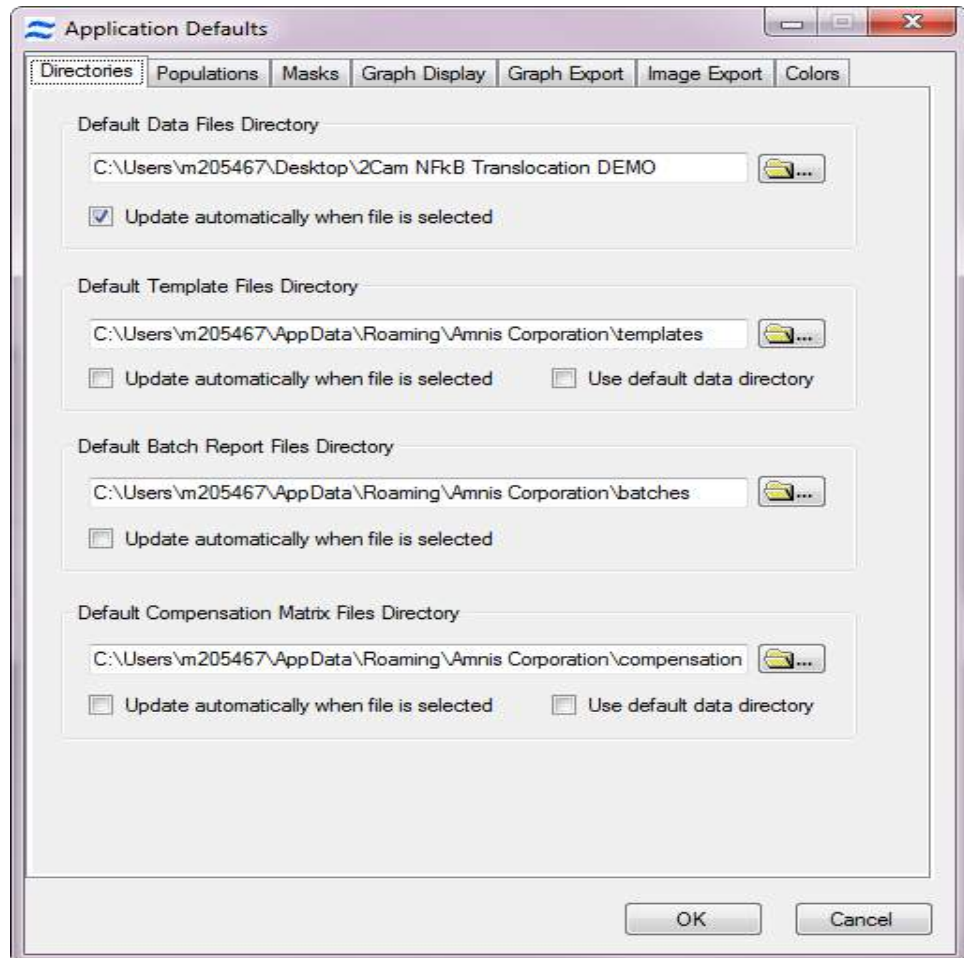 Application Defaults
Directories Populations Masks Graph Display Graph Export Image Export Colors
Default Data Files Directory
C:\Users\m205467\Desktop\2Cam NFkB Translocation DEMO
...
Update automatically when file is selected
Default Template Files Directory
C:\Users\m205467\AppData\Roaming\Amnis Corporation\templates
...
Update automatically when file is selected Use default data directory
Default Batch Report Files Directory
C:\Users\m205467\AppData\Roaming\Amnis Corporation\batches
...
Update automatically when file is selected
Default Compensation Matrix Files Directory
C:\Users\m205467\AppData\Roaming\Amnis Corporation\compensation
...
Update automatically when file is selected Use default data directory
OK Cancel